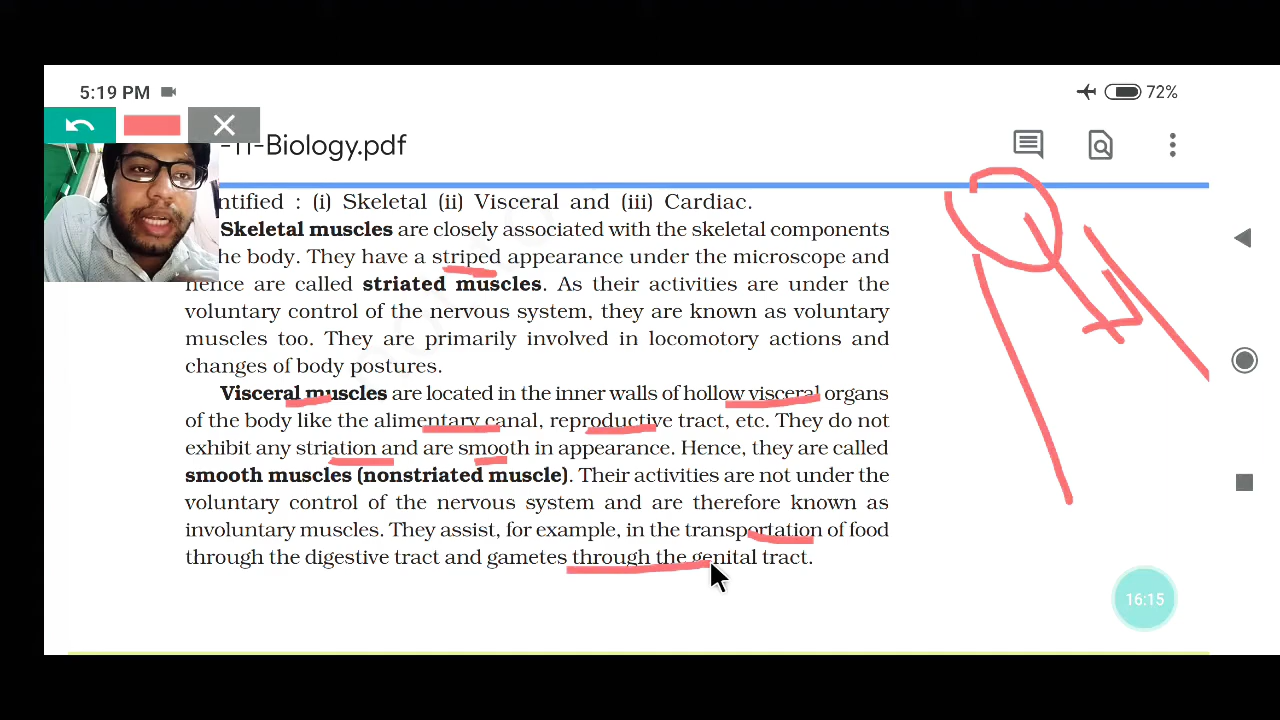 5:19 PM
72%
-11-Biology.pdf
ntified : (i) Skeletal (ii) Visceral and (iii) Cardiac.
Skeletal muscles are closely associated with the skeletal components
he body. They have a striped appearance under the microscope and
hence are called striated muscles. As their activities are under the
voluntary control of the nervous system, they are known as voluntary
muscles too. They are primarily involved in locomotory actions and
changes of body postures.
Visceral muscles are located in the inner walls of hollow visceral organs
of the body like the alimentary canal, reproductive tract, etc. They do not
exhibit any striation and are smooth in appearance. Hence, they are called
smooth muscles (nonstriated muscle). Their activities are not under the
voluntary control of the nervous system and are therefore known as
involuntary muscles. They assist, for example, in the transportation of food
through the digestive tract and gametes through the genital tract.
16:15